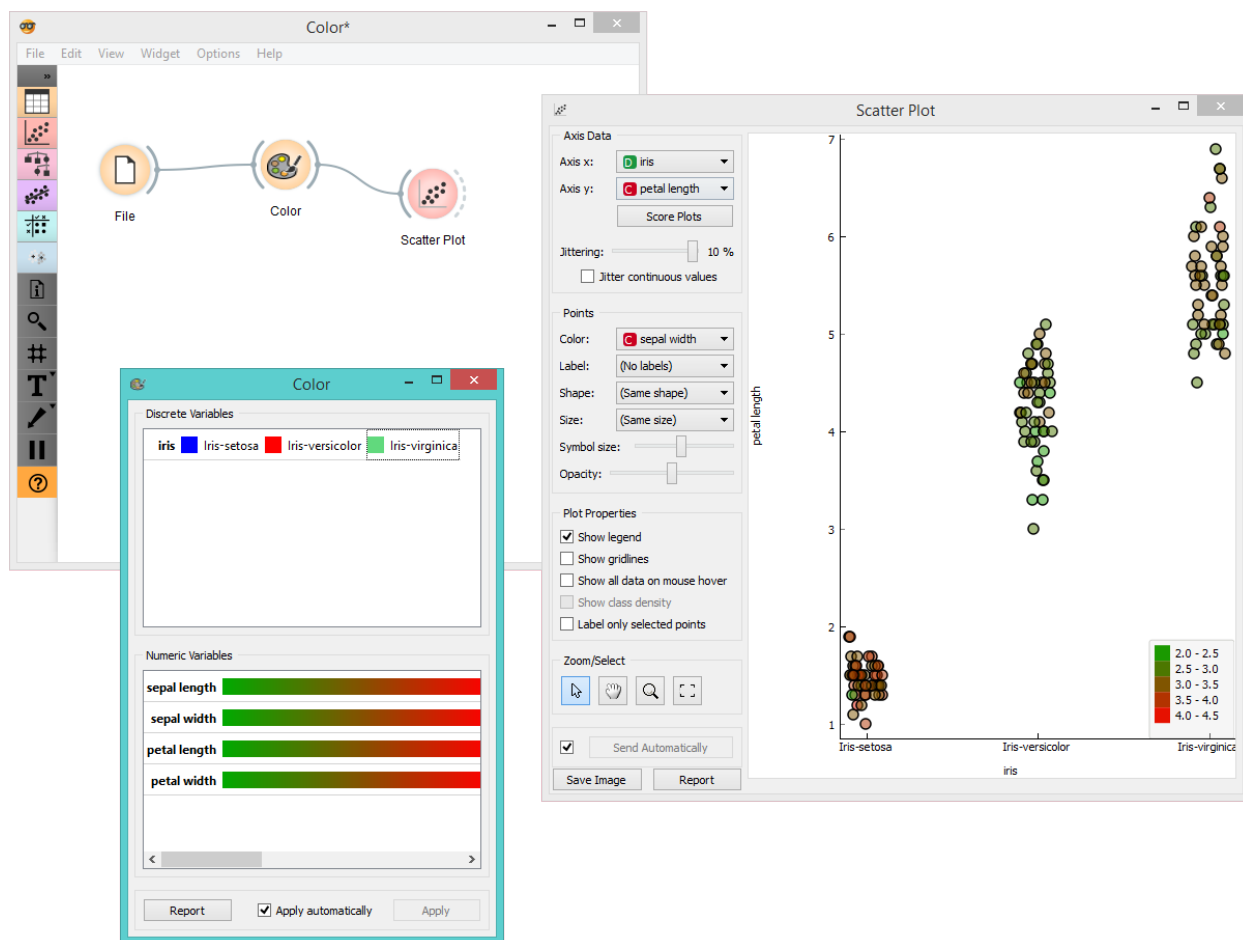 Color*
File Edit View Widget Options Help
»
File
Color
Scatter Plot
T
?
Color
Discrete Variables
iris Iris-setosa Iris-versicolor Iris-virginica
Numeric Variables
sepal length
sepal width
petal length
petal width
Report Apply automatically Apply
Scatter Plot
Axis Data
Axis x: D iris
Axis y: C petal length
Score Plots
Jittering: 10 %
Jitter continuous values
Points
Color: C sepal width
Label: (No labels)
Shape: (Same shape)
Size: (Same size)
Symbol size:
Opacity:
Plot Properties
Show legend
Show gridlines
Show all data on mouse hover
Show class density
Label only selected points
Zoom/Select
Send Automatically
Save Image Report
7
6
5
4
3
2
1
petal length
Iris-setosa Iris-versicolor Iris-virginica
iris
2.0 - 2.5
2.5 - 3.0
3.0 - 3.5
3.5 - 4.0
4.0 - 4.5